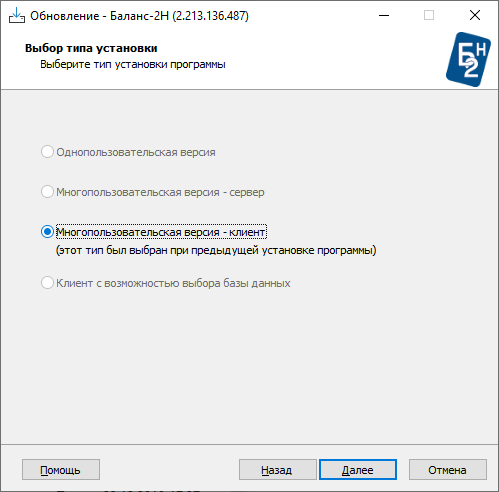 Обновление - Баланс-2Н (2.213.136.487)
Выбор типа установки
Выберите тип установки программы
Б2Н
Однопользовательская версия
Многопользовательская версия - сервер
Многопользовательская версия - клиент
(этот тип был выбран при предыдущей установке программы)
Клиент с возможностью выбора базы данных
Помощь Назад Далее Отмена